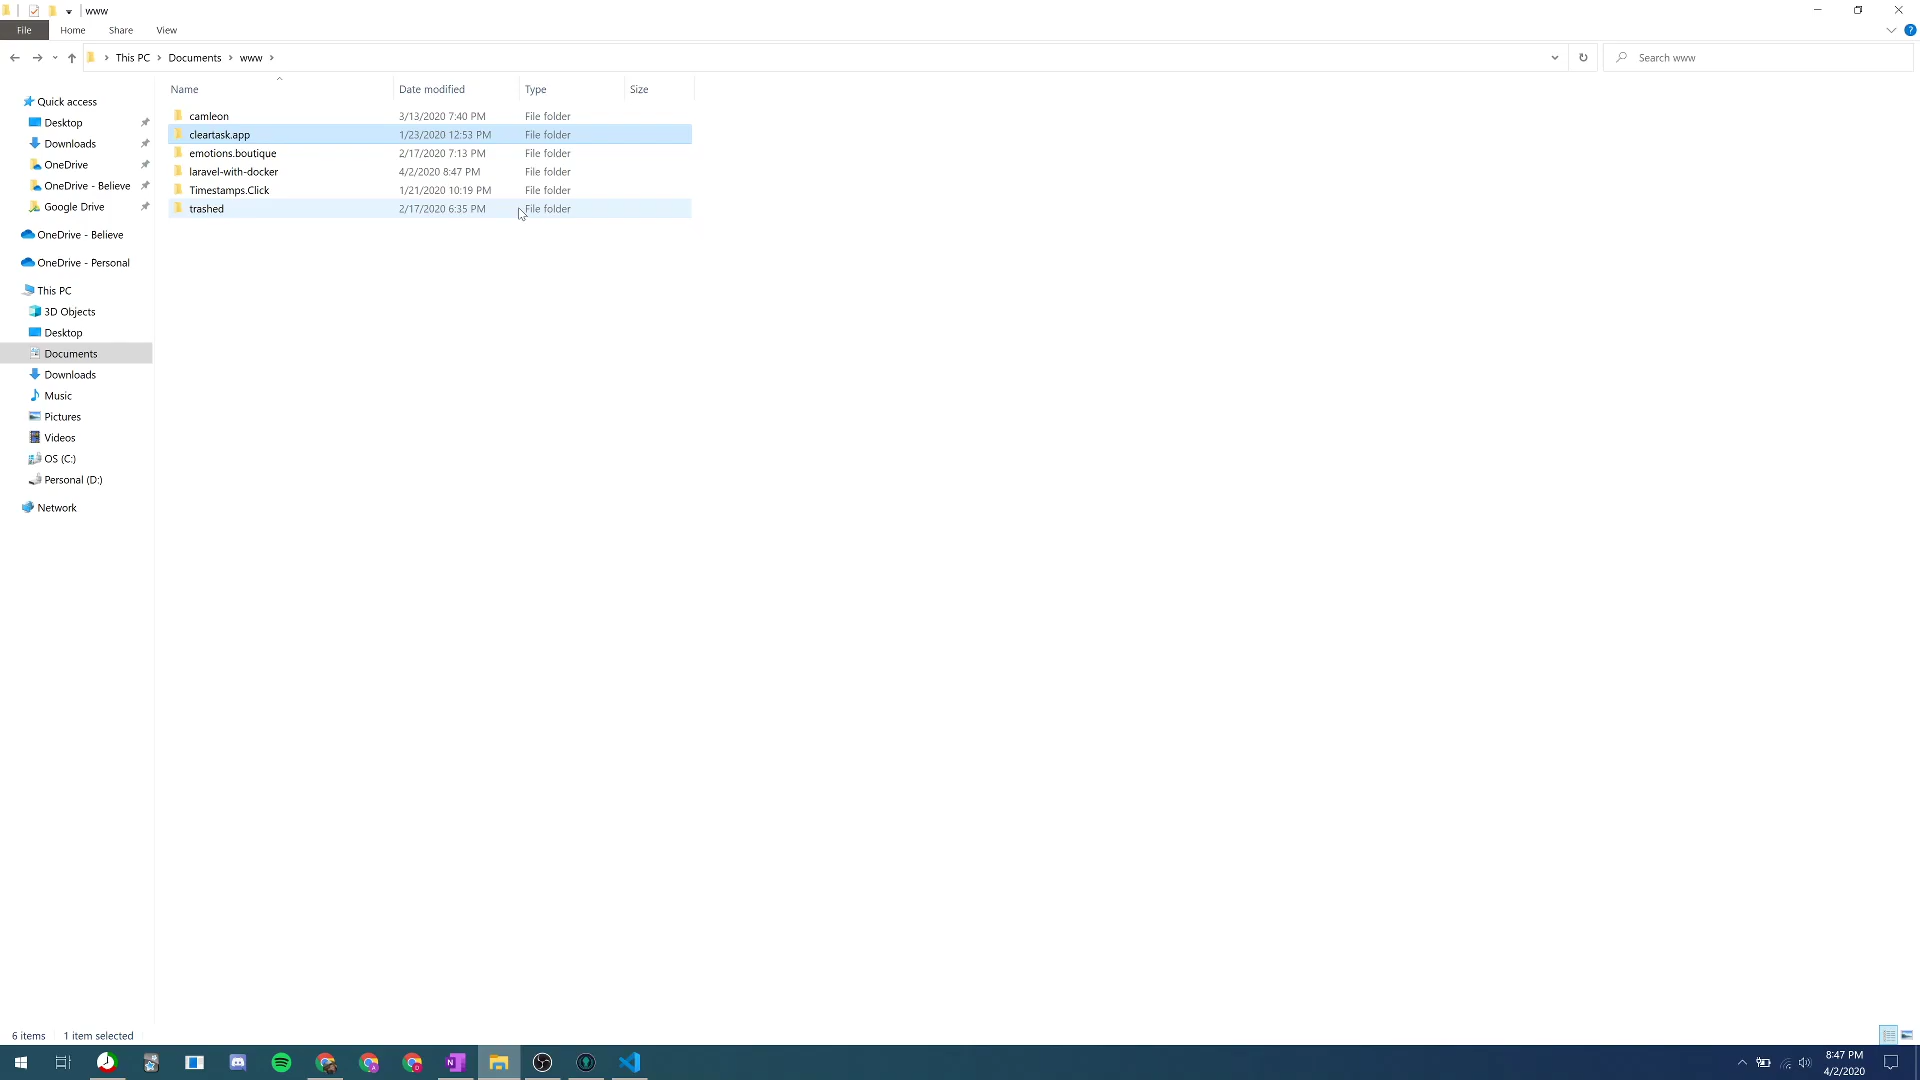 www
File Home Share View
This PC Documents www
Search www
Name Date modified Type Size
camleon 3/13/2020 7:40 PM File folder
cleartask.app 1/23/2020 12:53 PM File folder
emotions.boutique 2/17/2020 7:13 PM File folder
laravel-with-docker 4/2/2020 8:47 PM File folder
Timestamps.Click 1/21/2020 10:19 PM File folder
trashed 2/17/2020 6:35 PM File folder
Quick access
Desktop
Downloads
OneDrive
OneDrive - Believe
Google Drive
OneDrive - Believe
OneDrive - Personal
This PC
3D Objects
Desktop
Documents
Downloads
Music
Pictures
Videos
OS (C:)
Personal (D:)
Network
6 items 1 item selected
8:47 PM
4/2/2020